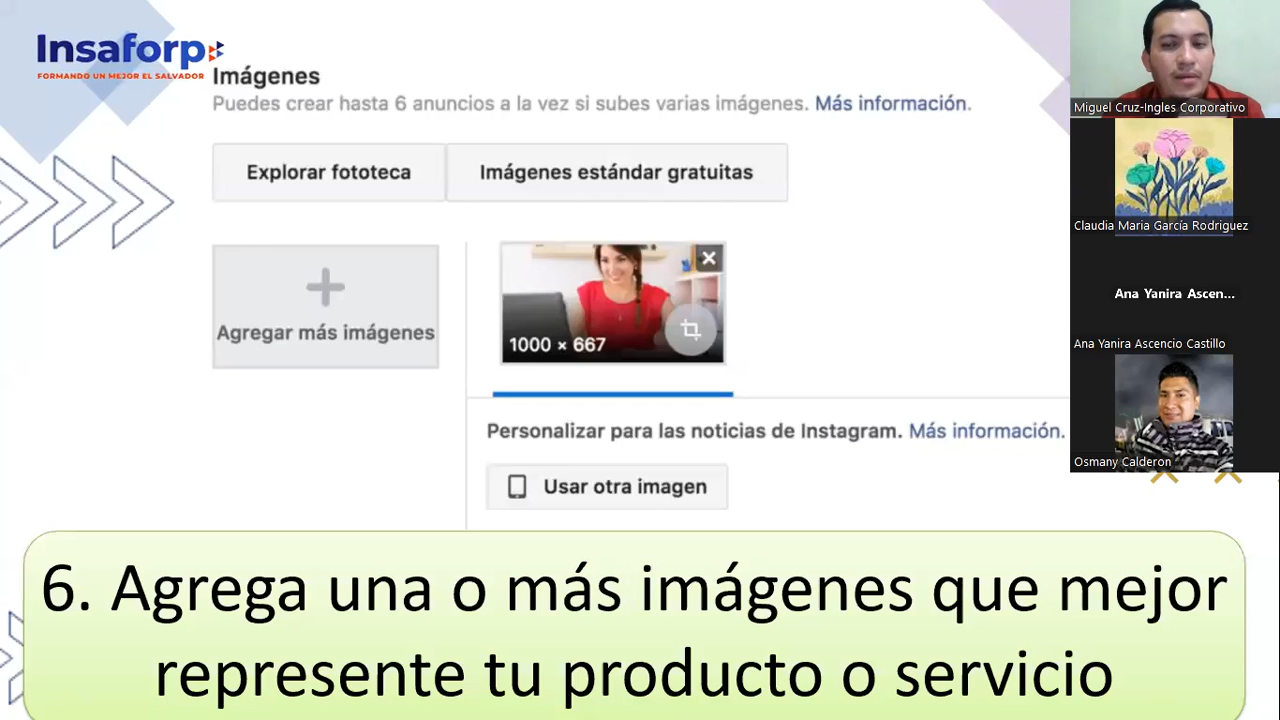 Insaforp
FORMANDO UN MEJOR EL SALVADOR
Imágenes
Puedes crear hasta 6 anuncios a la vez si subes varias imágenes. Más información.
Explorar fototeca
Imágenes estándar gratuitas
Agregar más imágenes
1000 × 667
Personalizar para las noticias de Instagram. Más información.
Usar otra imagen
6. Agrega una o más imágenes que mejor
represente tu producto o servicio
Miguel Cruz-Ingles Corporativo
Claudia Maria García Rodriguez
Ana Yanira Ascen...
Ana Yanira Ascencio Castillo
Osmany Calderon